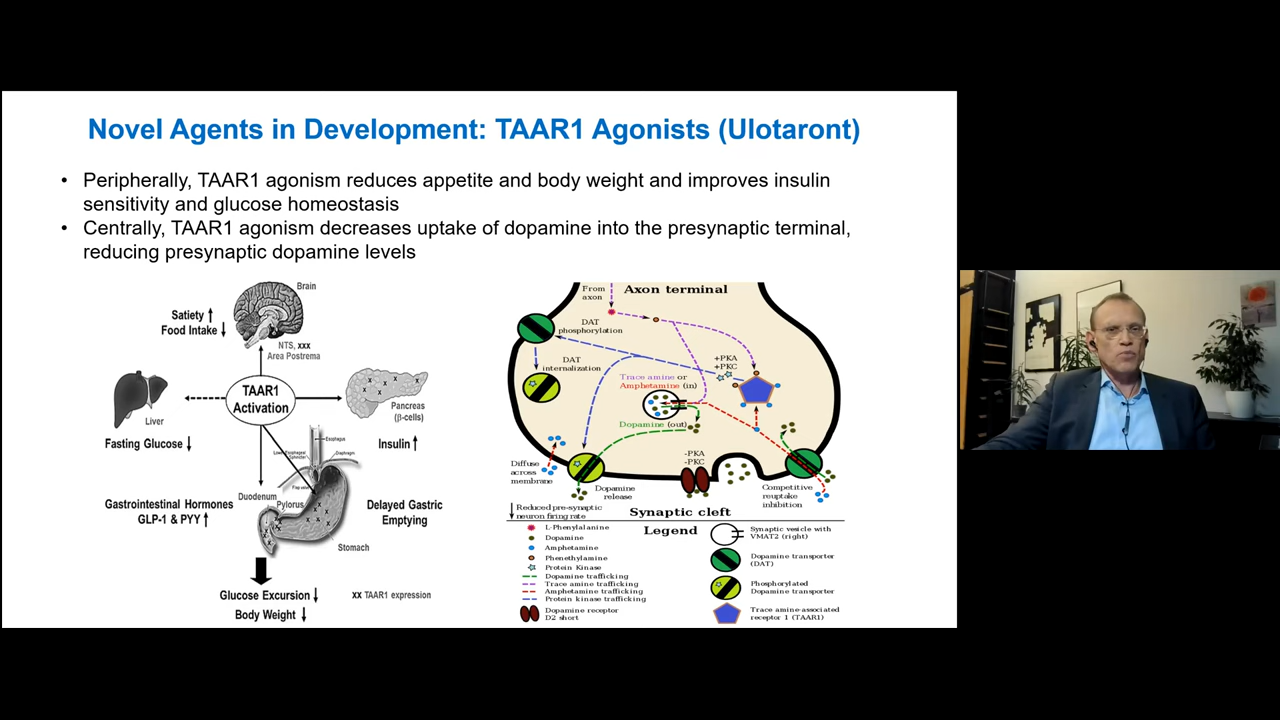 Novel Agents in Development: TAAR1 Agonists (Ulotaront)
• Peripherally, TAAR1 agonism reduces appetite and body weight and improves insulin
sensitivity and glucose homeostasis
• Centrally, TAAR1 agonism decreases uptake of dopamine into the presynaptic terminal,
reducing presynaptic dopamine levels
Brain
Satiety ↑
Food Intake ↓
NTS, xxx
Area Postrema
TAAR1
Activation
Liver
Fasting Glucose ↓
Pancreas
(β-cells)
Insulin ↑
Esophagus
Diaphragm
Duodenum
Pylorus
Gastrointestinal Hormones
GLP-1 & PYY ↑
Delayed Gastric
Emptying
Stomach
Glucose Excursion ↓
Body Weight ↓
xx TAAR1 expression
From
axon
Axon terminal
DAT
phosphorylation
DAT
internalization
+PKA
+PKC
Trace amine or
Amphetamine (in)
Dopamine (out)
-PKA
-PKC
Diffuse
across
membrane
Dopamine
release
Competitive
reuptake
inhibition
↓ Reduced pre-synaptic
neuron firing rate
Synaptic cleft
Legend
L-Phenylalanine
Dopamine
Amphetamine
Phenethylamine
Protein Kinase
Dopamine trafficking
Trace amine trafficking
Amphetamine trafficking
Protein kinase trafficking
Dopamine receptor
D2 short
Synaptic vesicle with
VMAT2 (right)
Dopamine transporter
(DAT)
Phosphorylated
Dopamine transporter
Trace amine-associated
receptor 1 (TAAR1)